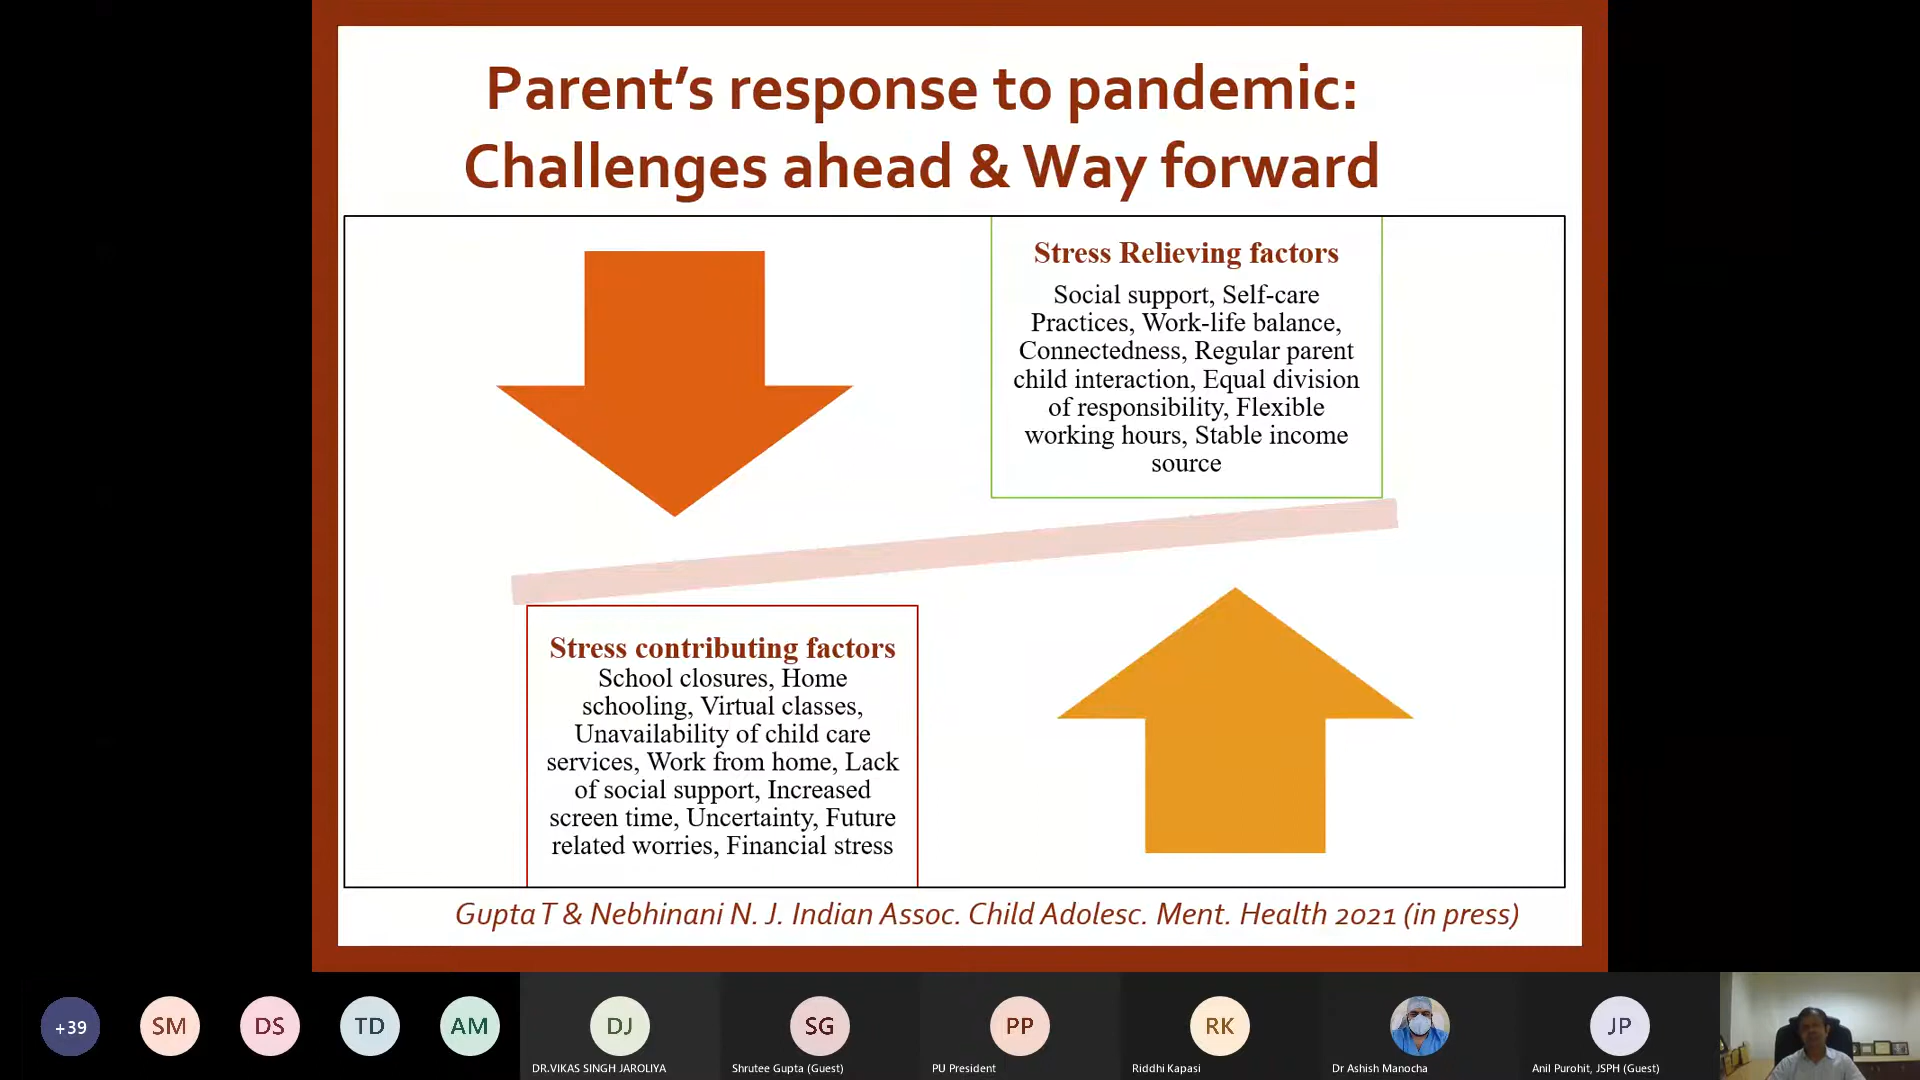 Parent’s response to pandemic:
Challenges ahead & Way forward
Stress Relieving factors
Social support, Self-care
Practices, Work-life balance,
Connectedness, Regular parent
child interaction, Equal division
of responsibility, Flexible
working hours, Stable income
source
Stress contributing factors
School closures, Home
schooling, Virtual classes,
Unavailability of child care
services, Work from home, Lack
of social support, Increased
screen time, Uncertainty, Future
related worries, Financial stress
Gupta T & Nebhinani N. J. Indian Assoc. Child Adolesc. Ment. Health 2021 (in press)
+39
SM
DS
TD
AM
DJ
DR.VIKAS SINGH JAROLIYA
SG
Shrutee Gupta (Guest)
PP
PU President
RK
Riddhi Kapasi
Dr Ashish Manocha
JP
Anil Purohit, JSPH (Guest)